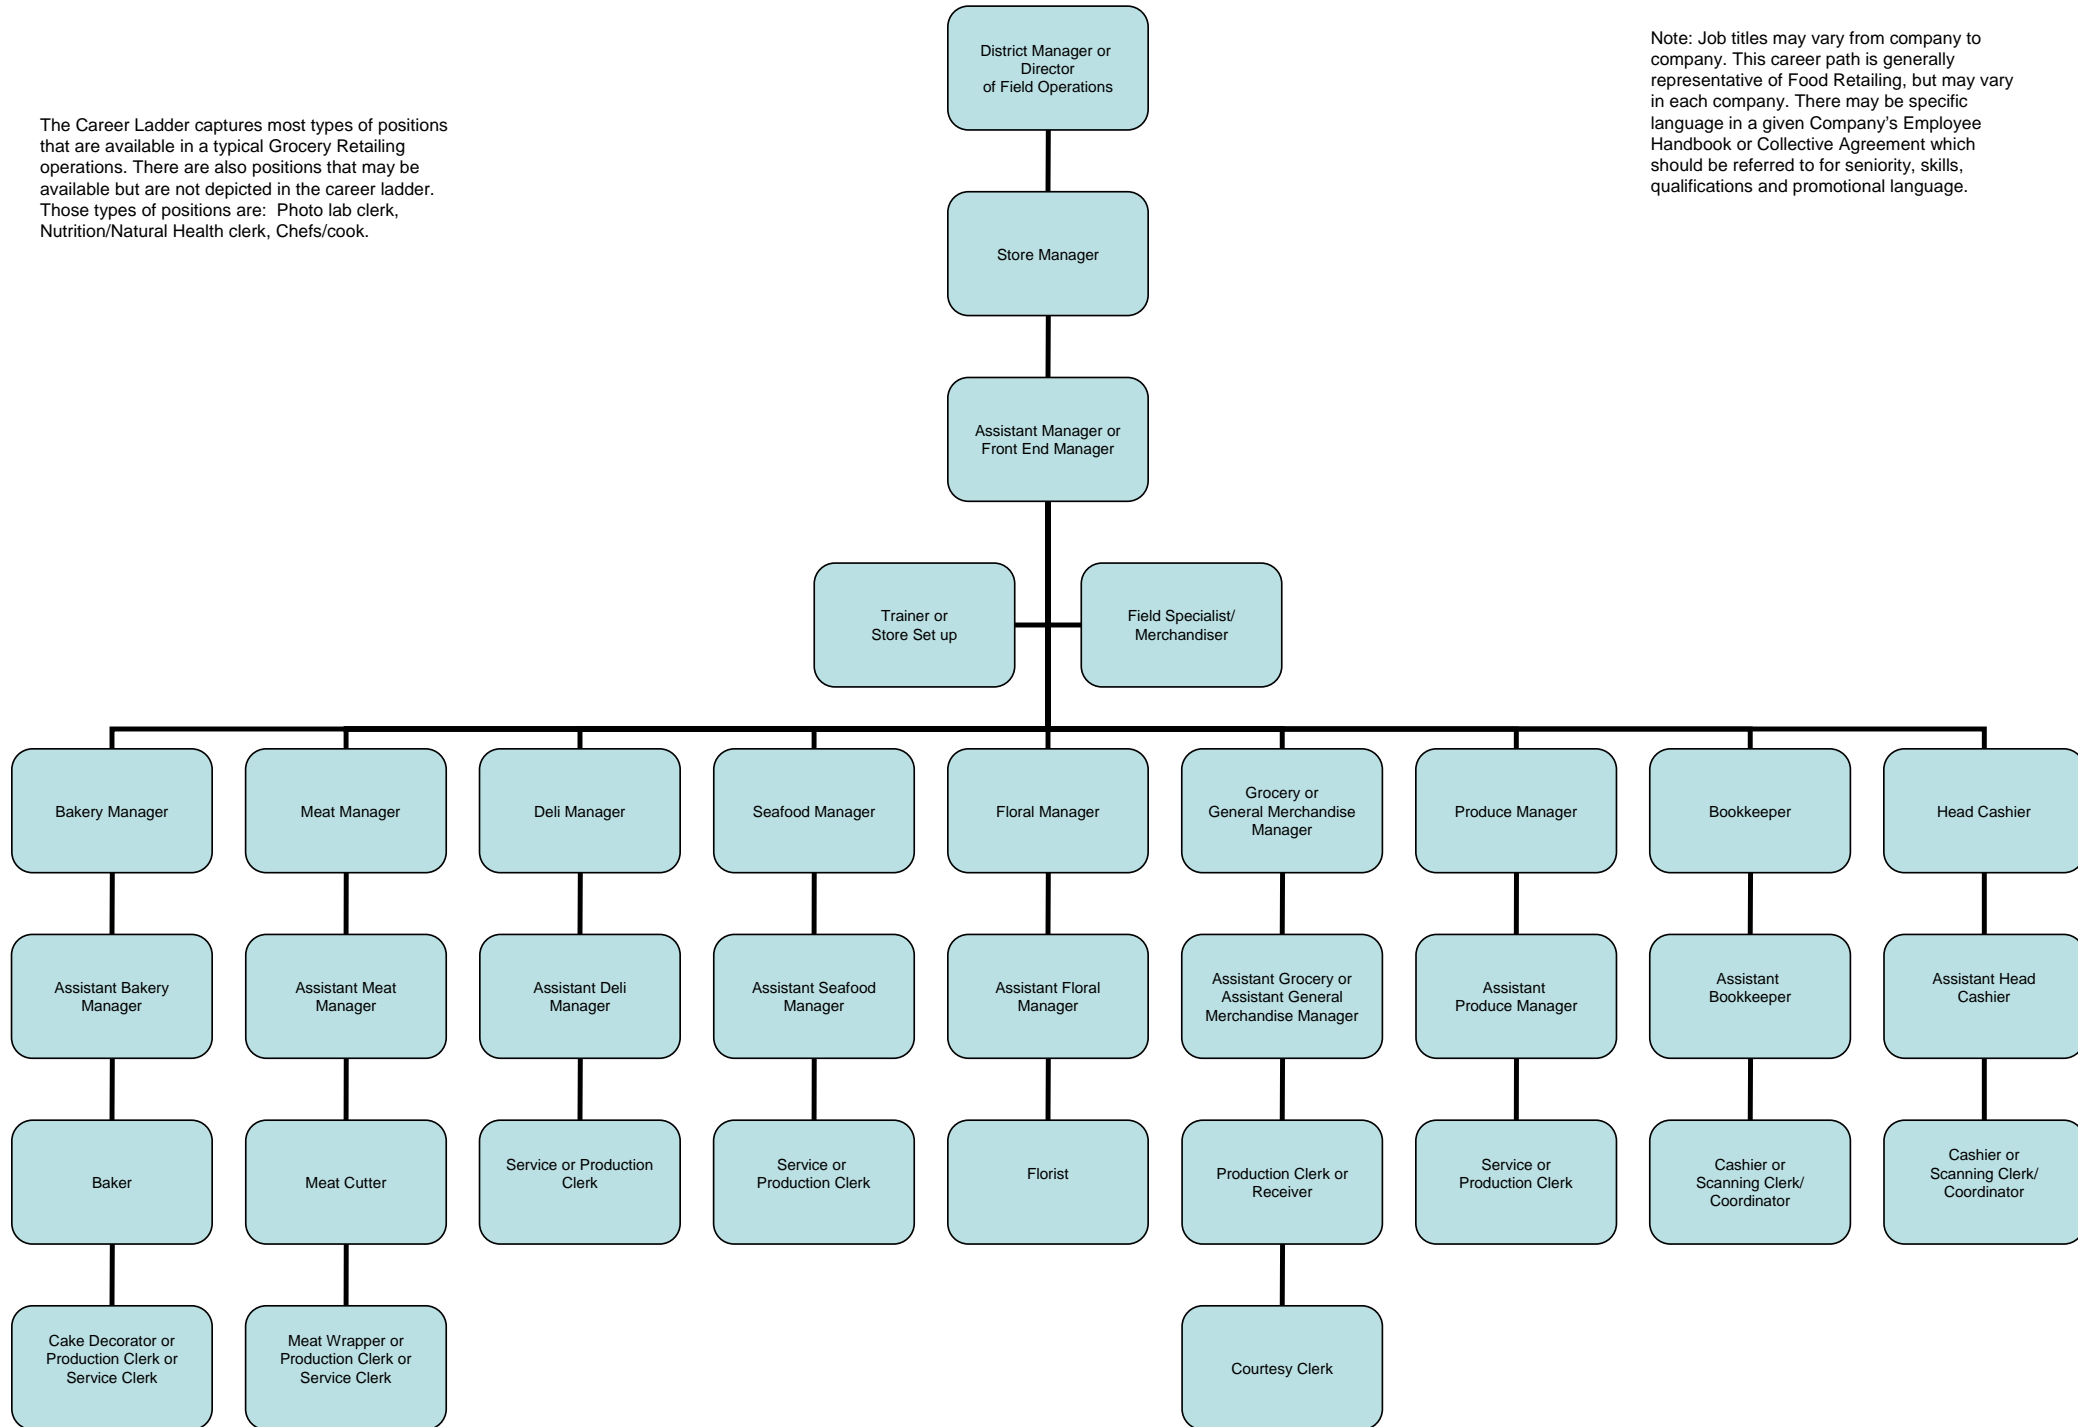 District Manager or
Director
of Field Operations
Note: Job titles may vary from company to
company. This career path is generally
representative of Food Retailing, but may vary
in each company. There may be specific
language in a given Company’s Employee
Handbook or Collective Agreement which
should be referred to for seniority, skills,
qualifications and promotional language.
The Career Ladder captures most types of positions
that are available in a typical Grocery Retailing
operations. There are also positions that may be
available but are not depicted in the career ladder.
Those types of positions are: Photo lab clerk,
Nutrition/Natural Health clerk, Chefs/cook.
Store Manager
Assistant Manager or
Front End Manager
Trainer or
Store Set up
Field Specialist/
Merchandiser
Bakery Manager
Meat Manager
Deli Manager
Seafood Manager
Floral Manager
Grocery or
General Merchandise
Manager
Produce Manager
Bookkeeper
Head Cashier
Assistant Bakery
Manager
Assistant Meat
Manager
Assistant Deli
Manager
Assistant Seafood
Manager
Assistant Floral
Manager
Assistant Grocery or
Assistant General
Merchandise Manager
Assistant
Produce Manager
Assistant
Bookkeeper
Assistant Head
Cashier
Baker
Meat Cutter
Service or Production
Clerk
Service or
Production Clerk
Florist
Production Clerk or
Receiver
Service or
Production Clerk
Cashier or
Scanning Clerk/
Coordinator
Cashier or
Scanning Clerk/
Coordinator
Cake Decorator or
Production Clerk or
Service Clerk
Meat Wrapper or
Production Clerk or
Service Clerk
Courtesy Clerk